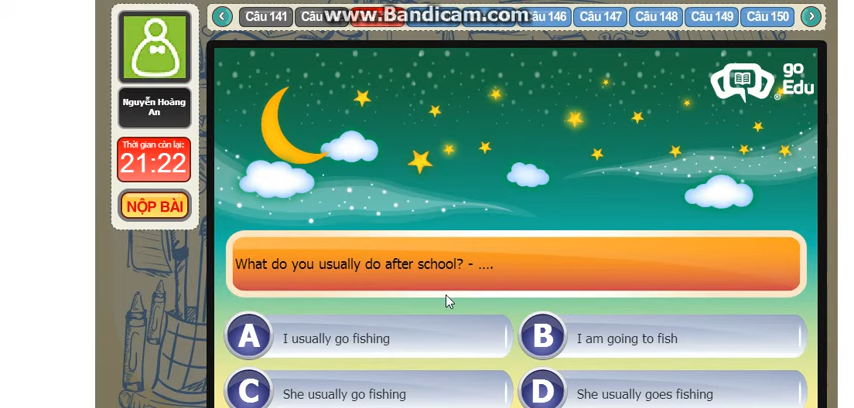 Câu 141
Câu
www.Bandicam.com
146
Câu 147
Câu 148
Câu 149
Câu 150
go
Edu
®
Nguyễn Hoàng
An
Thời gian còn lại:
21:22
NỘP BÀI
What do you usually do after school? - ....
A I usually go fishing
B I am going to fish
C She usually go fishing
D She usually goes fishing